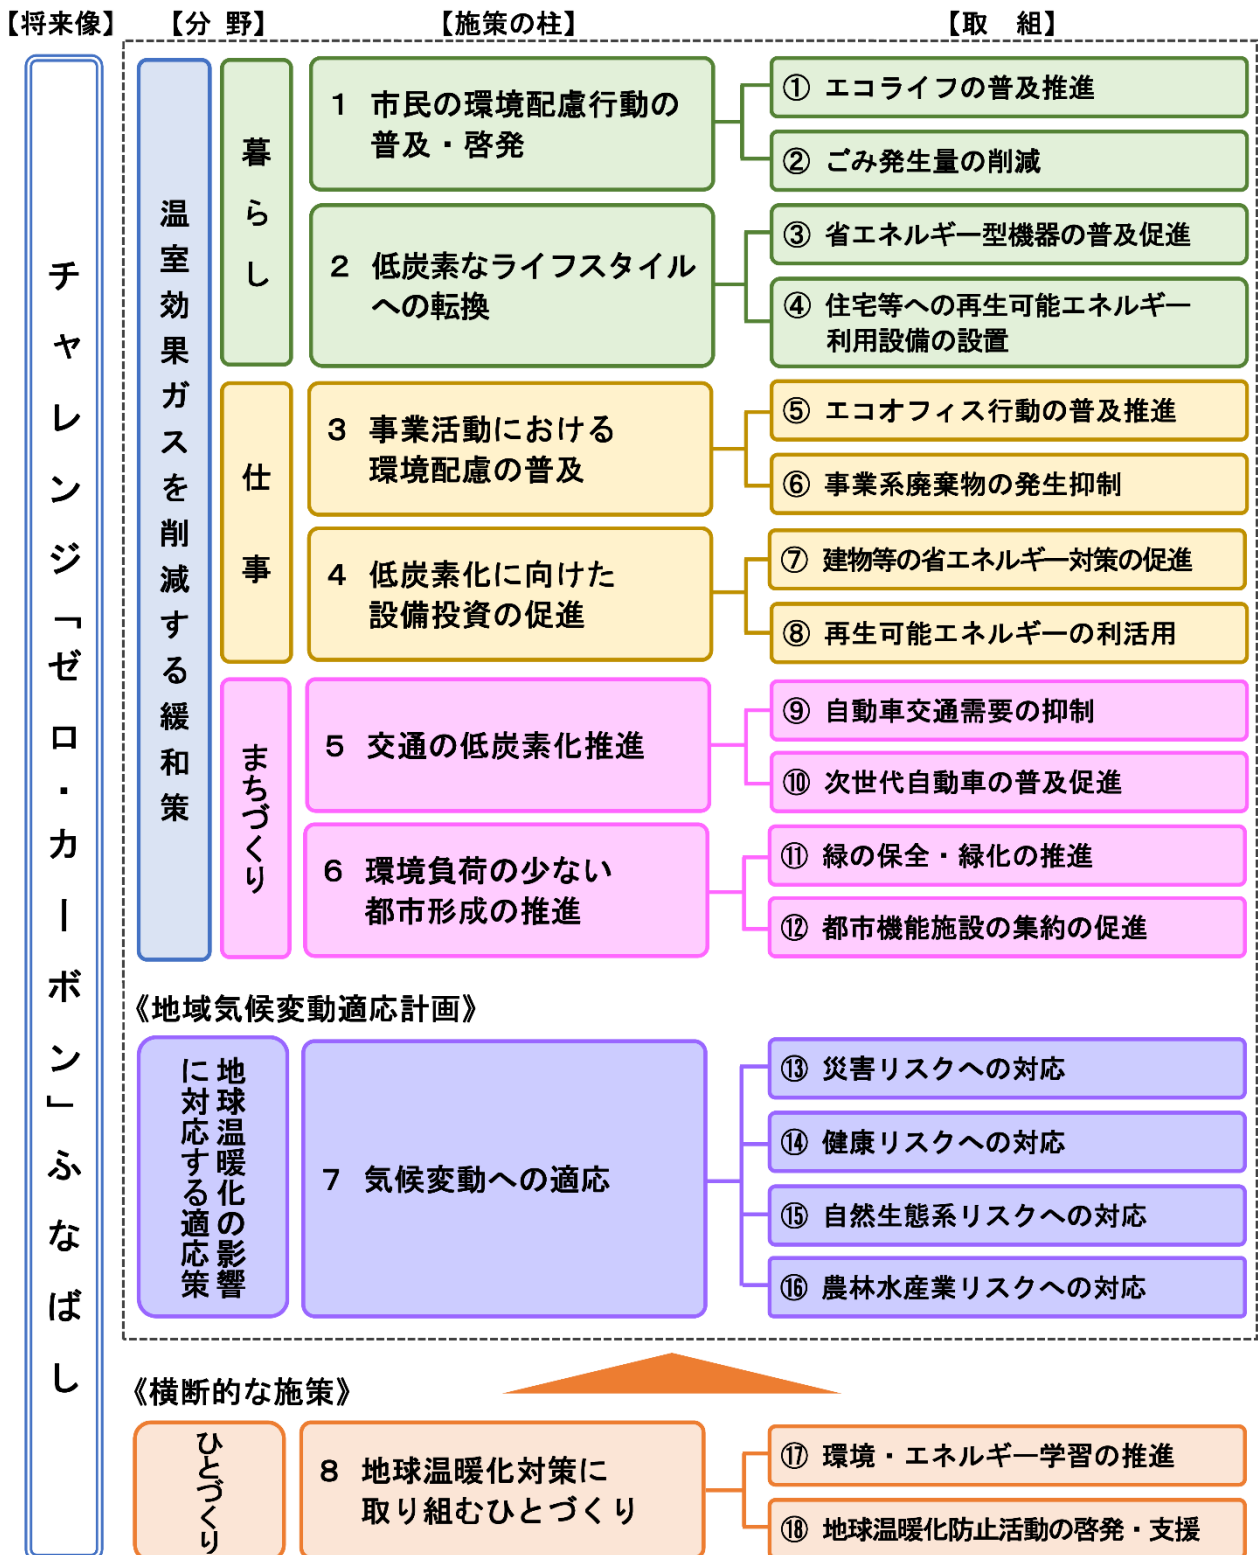 【将来像】 【分 野】 【施策の柱】 【取 組】
チャレンジ「ゼロ・カーボン」ふなばし
温室効果ガスを削減する緩和策
暮らし
1 市民の環境配慮行動の
普及・啓発
① エコライフの普及推進
② ごみ発生量の削減
2 低炭素なライフスタイル
への転換
③ 省エネルギー型機器の普及促進
④ 住宅等への再生可能エネルギー
利用設備の設置
仕事
3 事業活動における
環境配慮の普及
⑤ エコオフィス行動の普及推進
⑥ 事業系廃棄物の発生抑制
4 低炭素化に向けた
設備投資の促進
⑦ 建物等の省エネルギー対策の促進
⑧ 再生可能エネルギーの利活用
まちづくり
5 交通の低炭素化推進
⑨ 自動車交通需要の抑制
⑩ 次世代自動車の普及促進
6 環境負荷の少ない
都市形成の推進
⑪ 緑の保全・緑化の推進
⑫ 都市機能施設の集約の促進
《地域気候変動適応計画》
地球温暖化の影響
に対応する適応策
7 気候変動への適応
⑬ 災害リスクへの対応
⑭ 健康リスクへの対応
⑮ 自然生態系リスクへの対応
⑯ 農林水産業リスクへの対応
《横断的な施策》
ひとづくり
8 地球温暖化対策に
取り組むひとづくり
⑰ 環境・エネルギー学習の推進
⑱ 地球温暖化防止活動の啓発・支援